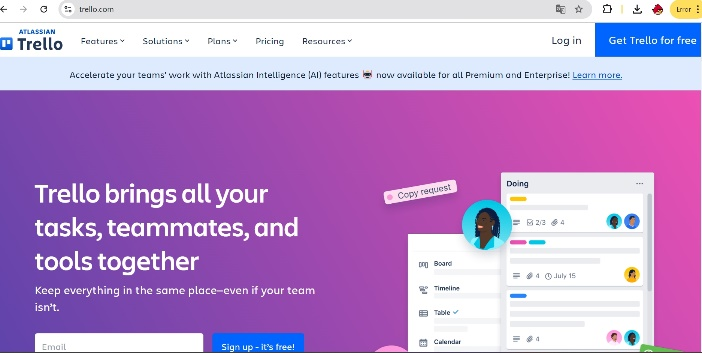 trello.com
Error
ATLASSIAN
Trello
Features
Solutions
Plans
Pricing
Resources
Log in
Get Trello for free
Accelerate your teams' work with Atlassian Intelligence (AI) features now available for all Premium and Enterprise! Learn more.
Trello brings all your
tasks, teammates, and
tools together
Keep everything in the same place—even if your team
isn't.
Email
Sign up - it's free!
Copy request
Doing
2/3
4
4
July 15
4
Board
Timeline
Table
Calendar